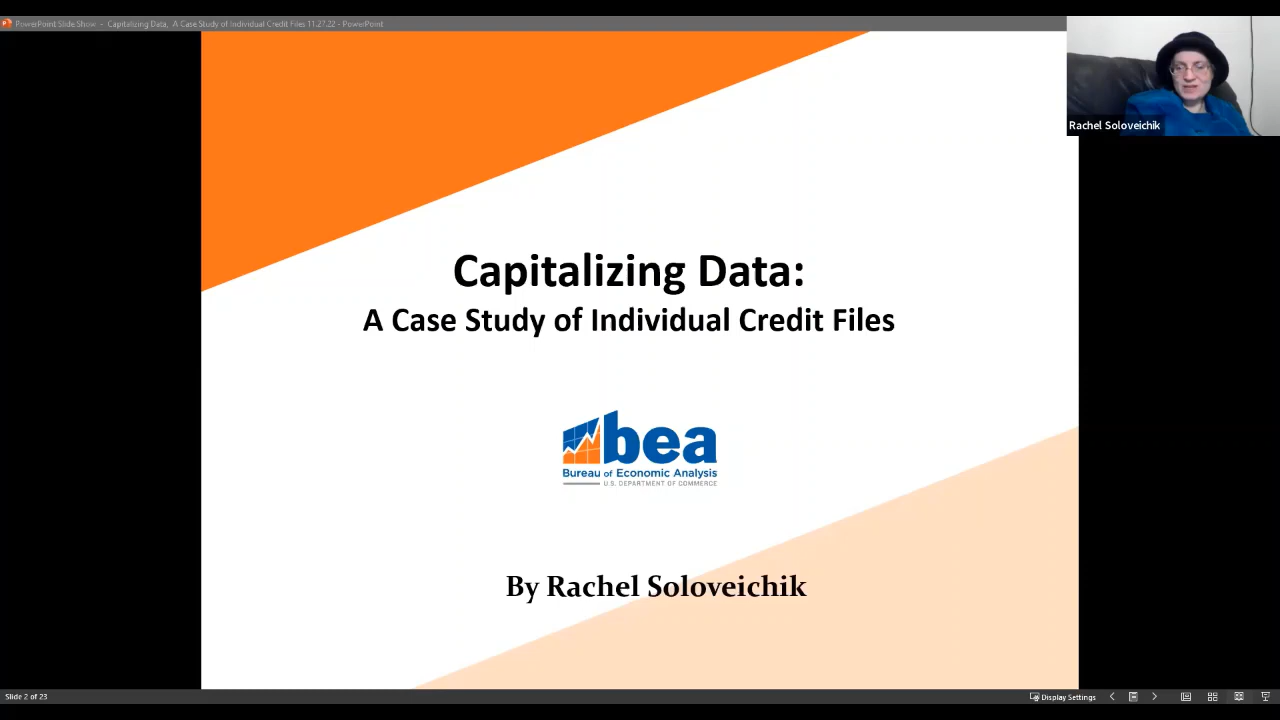 PowerPoint Slide Show - Capitalizing Data, A Case Study of Individual Credit Files 11.27.22 - PowerPoint
Rachel Soloveichik
Capitalizing Data:
A Case Study of Individual Credit Files
bea
Bureau of Economic Analysis
U.S. DEPARTMENT OF COMMERCE
By Rachel Soloveichik
Slide 2 of 23
Display Settings